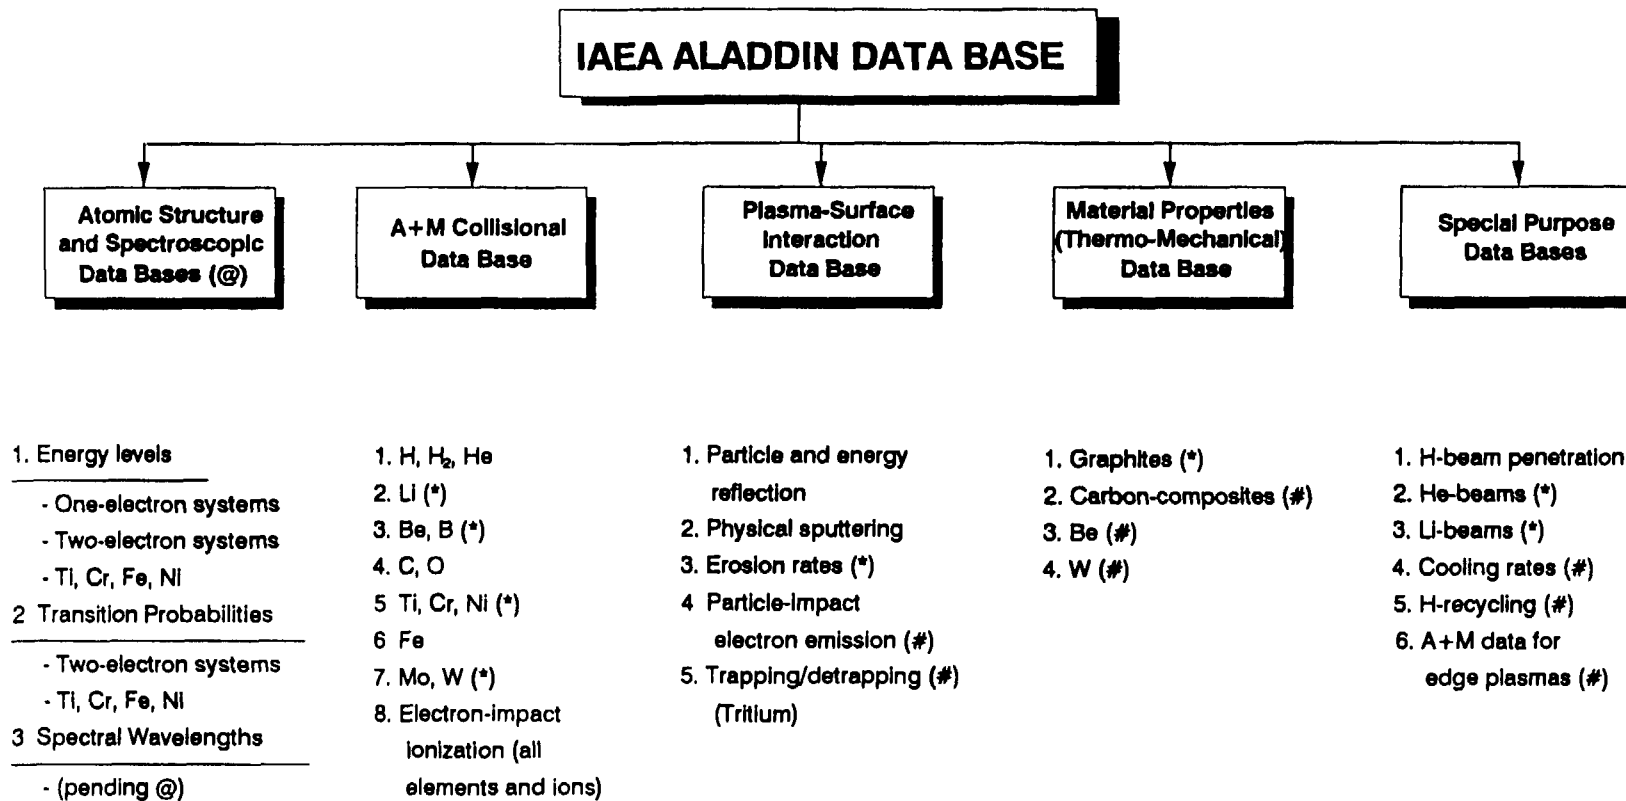 IAEA ALADDIN DATA BASE
Atomic Structure
and Spectroscopic
Data Bases (@)
A+M Collisional
Data Base
Plasma-Surface
Interaction
Data Base
Material Properties
(Thermo-Mechanical)
Data Base
Special Purpose
Data Bases
1. Energy levels
- One-electron systems
- Two-electron systems
- Ti, Cr, Fe, Ni
2 Transition Probabilities
- Two-electron systems
- Ti, Cr, Fe, Ni
3 Spectral Wavelengths
- (pending @)
1. H, H₂, He
2. Li (*)
3. Be, B (*)
4. C, O
5 Ti, Cr, Ni (*)
6 Fe
7. Mo, W (*)
8. Electron-impact
ionization (all
elements and ions)
1. Particle and energy
reflection
2. Physical sputtering
3. Erosion rates (*)
4 Particle-impact
electron emission (#)
5. Trapping/detrapping (#)
(Tritium)
1. Graphites (*)
2. Carbon-composites (#)
3. Be (#)
4. W (#)
1. H-beam penetration
2. He-beams (*)
3. Li-beams (*)
4. Cooling rates (#)
5. H-recycling (#)
6. A+M data for
edge plasmas (#)